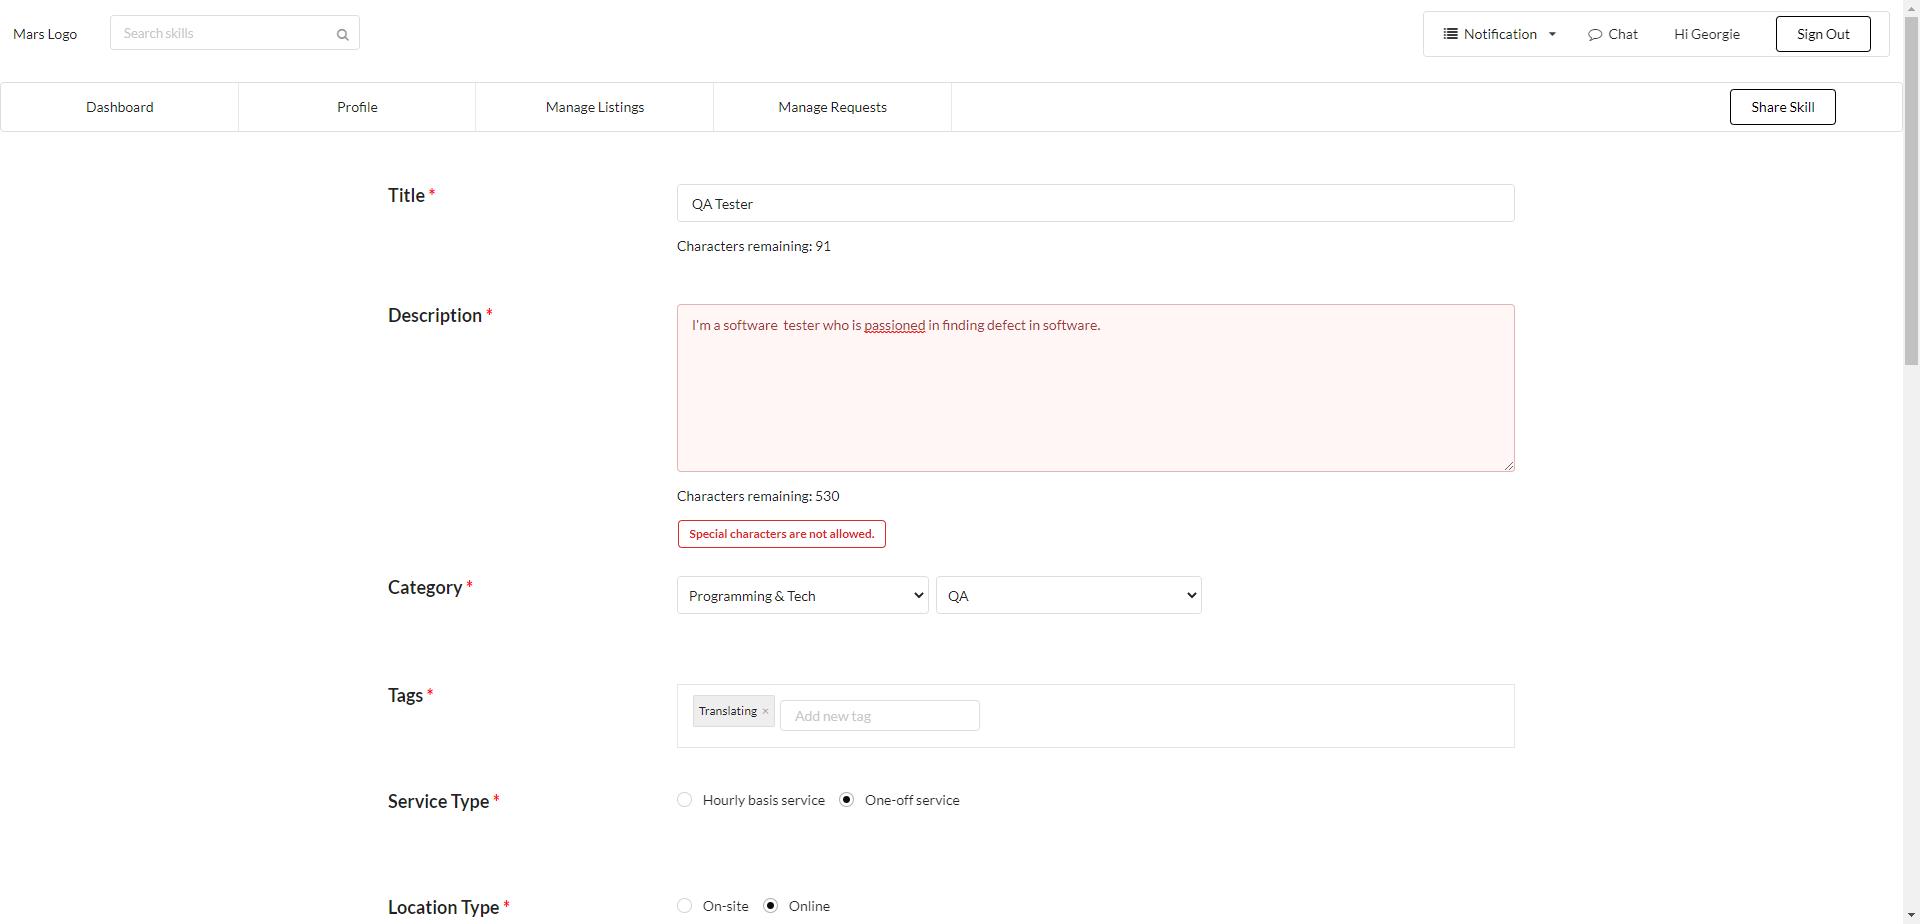 Mars Logo
Search skills
Notification
Chat
Hi Georgie
Sign Out
Dashboard
Profile
Manage Listings
Manage Requests
Share Skill
Title *
QA Tester
Characters remaining: 91
Description *
I'm a software  tester who is passioned in finding defect in software.
Characters remaining: 530
Special characters are not allowed.
Category *
Programming & Tech
QA
Tags *
Translating ×
Add new tag
Service Type *
Hourly basis service
One-off service
Location Type *
On-site
Online